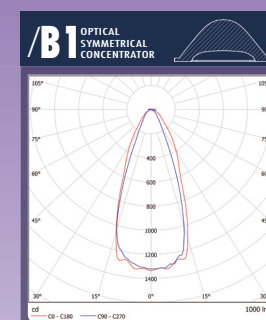 /B1 OPTICAL
SYMMETRICAL
CONCENTRATOR
105° 105°
90° 90
75° 75
60° 60
45° 45
400
600
800
1000
1200
1400
30° 15° 0° 15° 30°
cd 1000 lm
C0 - C180 C90 - C270